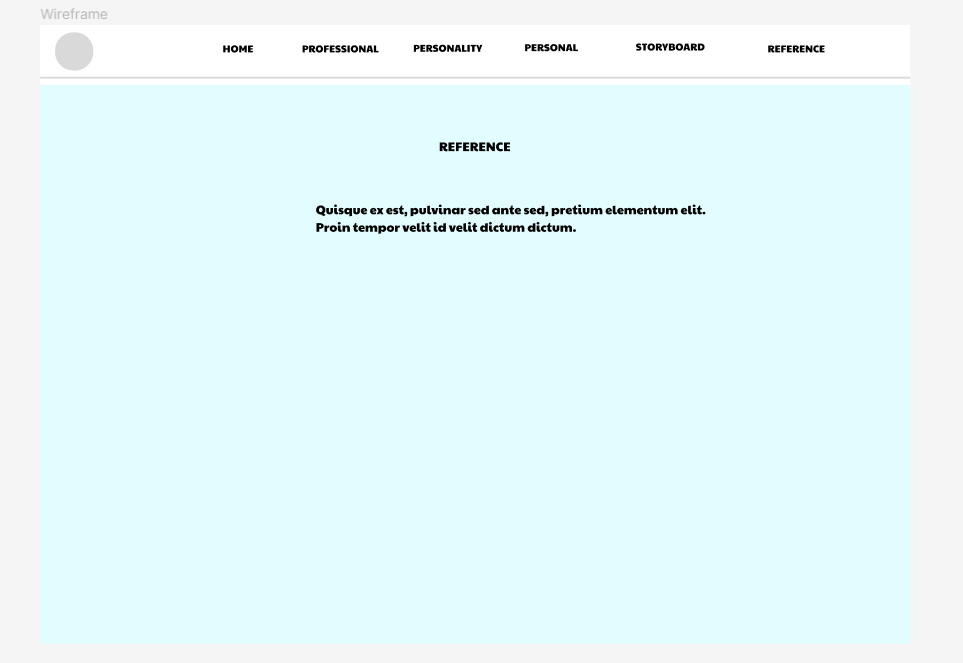 Wireframe
HOME PROFESSIONAL PERSONALITY PERSONAL STORYBOARD REFERENCE
REFERENCE
Quisque ex est, pulvinar sed ante sed, pretium elementum elit.
Proin tempor velit id velit dictum dictum.